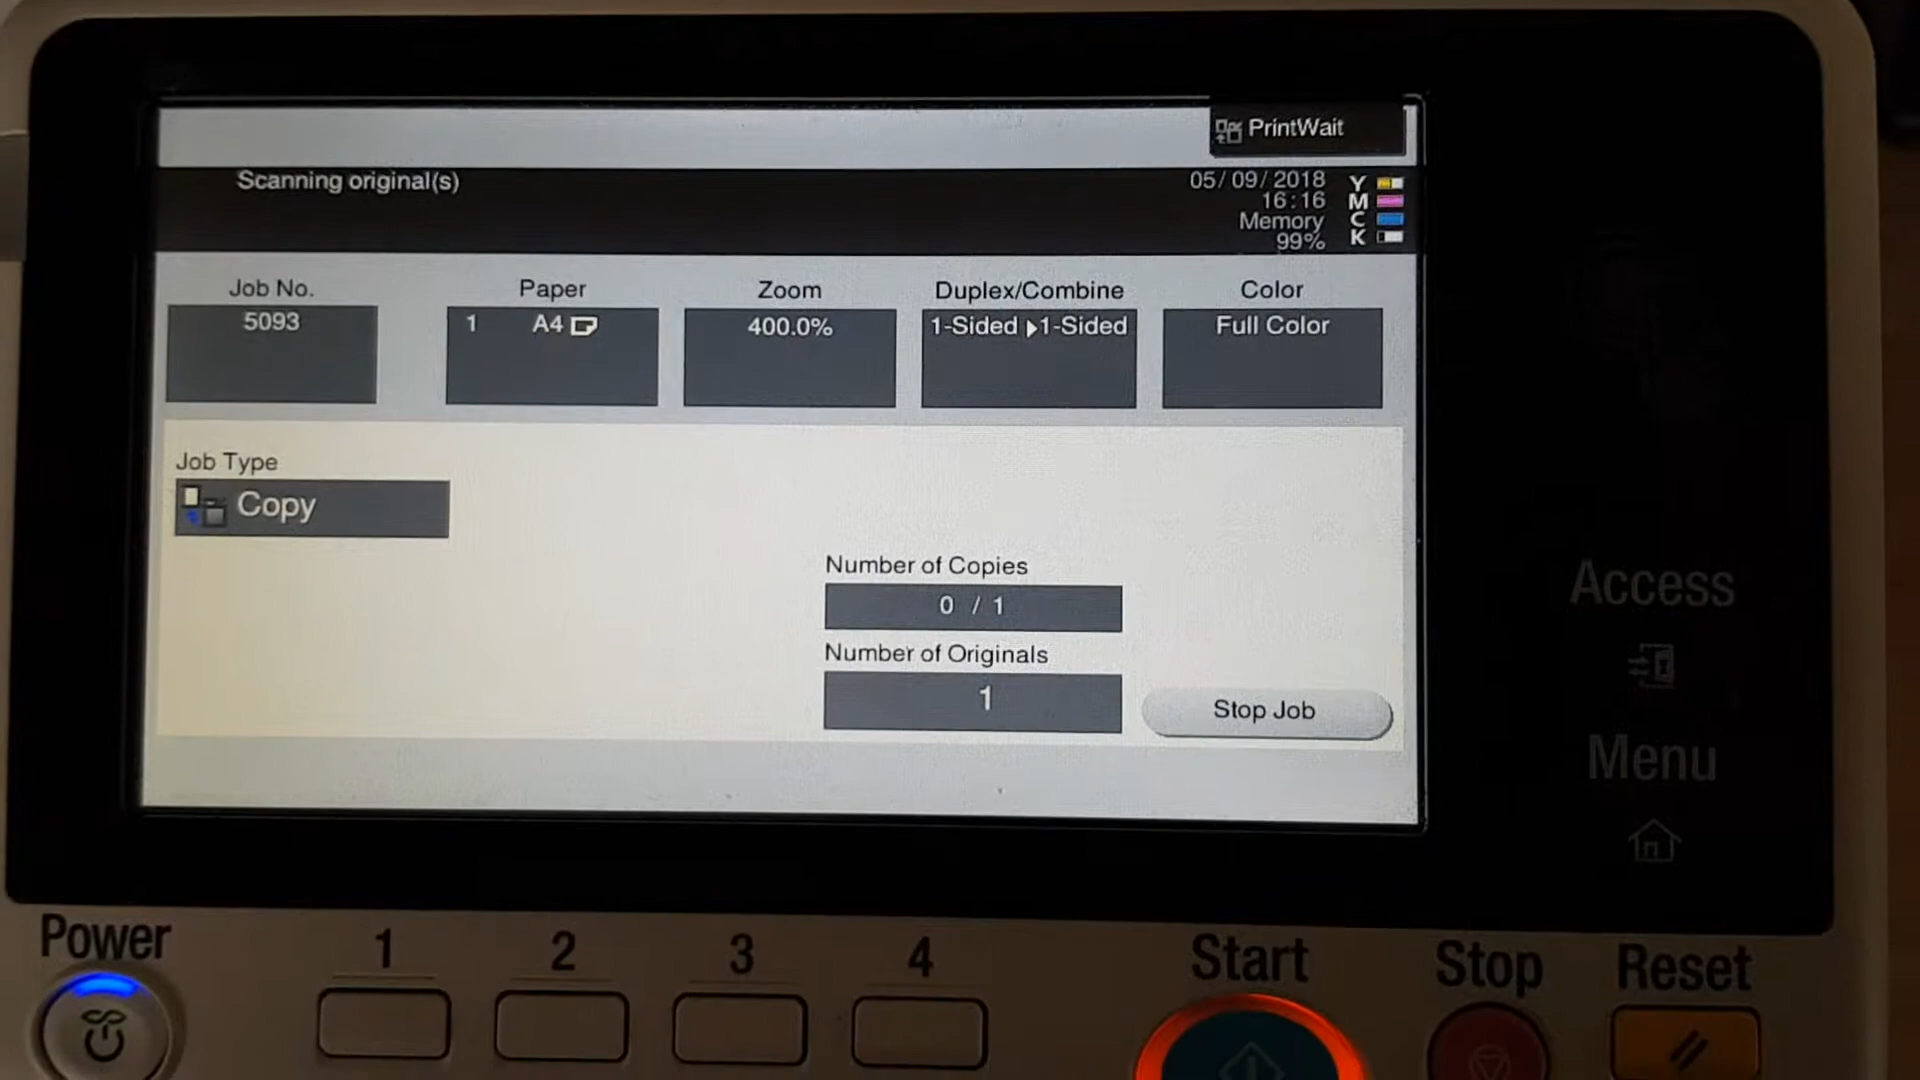 PrintWait
Scanning original(s)
05/09/2018
16:16
Memory
99%
Y
M
C
K
Job No.
5093
Paper
1 A4
Zoom
400.0%
Duplex/Combine
1-Sided ▶1-Sided
Color
Full Color
Job Type
Copy
Number of Copies
0 / 1
Number of Originals
1
Stop Job
Access
Menu
Power
1
2
3
4
Start
Stop
Reset